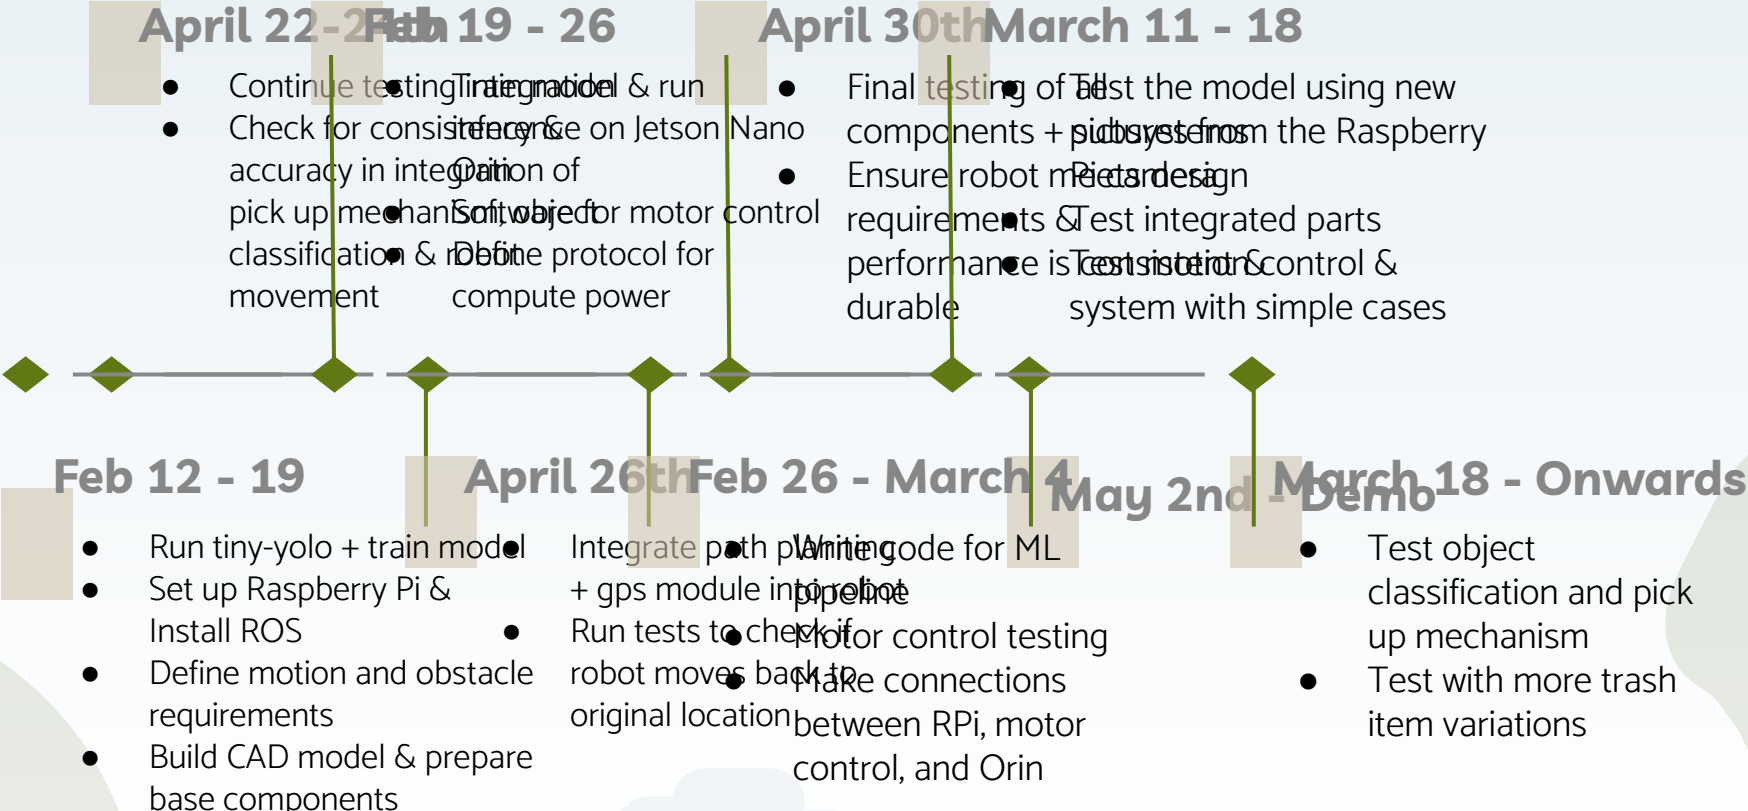 April 22-24th
Continue testing integration
Check for consistency &
accuracy in integration of
pick up mechanism, object
classification & robot
movement
Feb 19 - 26
Train model & run
inference on Jetson Nano
Orin
Software for motor control
Define protocol for
compute power
April 30th
Final testing of all
components + subsystems
Ensure robot meets design
requirements &
performance is consistent &
durable
March 11 - 18
Test the model using new
pictures from the Raspberry
Pi camera
Test integrated parts
Test motion control &
system with simple cases
Feb 12 - 19
Run tiny-yolo + train model
Set up Raspberry Pi &
Install ROS
Define motion and obstacle
requirements
Build CAD model & prepare
base components
April 26th
Integrate path planning
+ gps module into robot
Run tests to check if
robot moves back to
original location
Feb 26 - March 4
Write code for ML
pipeline
Motor control testing
Make connections
between RPi, motor
control, and Orin
May 2nd - Demo
March 18 - Onwards
Test object
classification and pick
up mechanism
Test with more trash
item variations